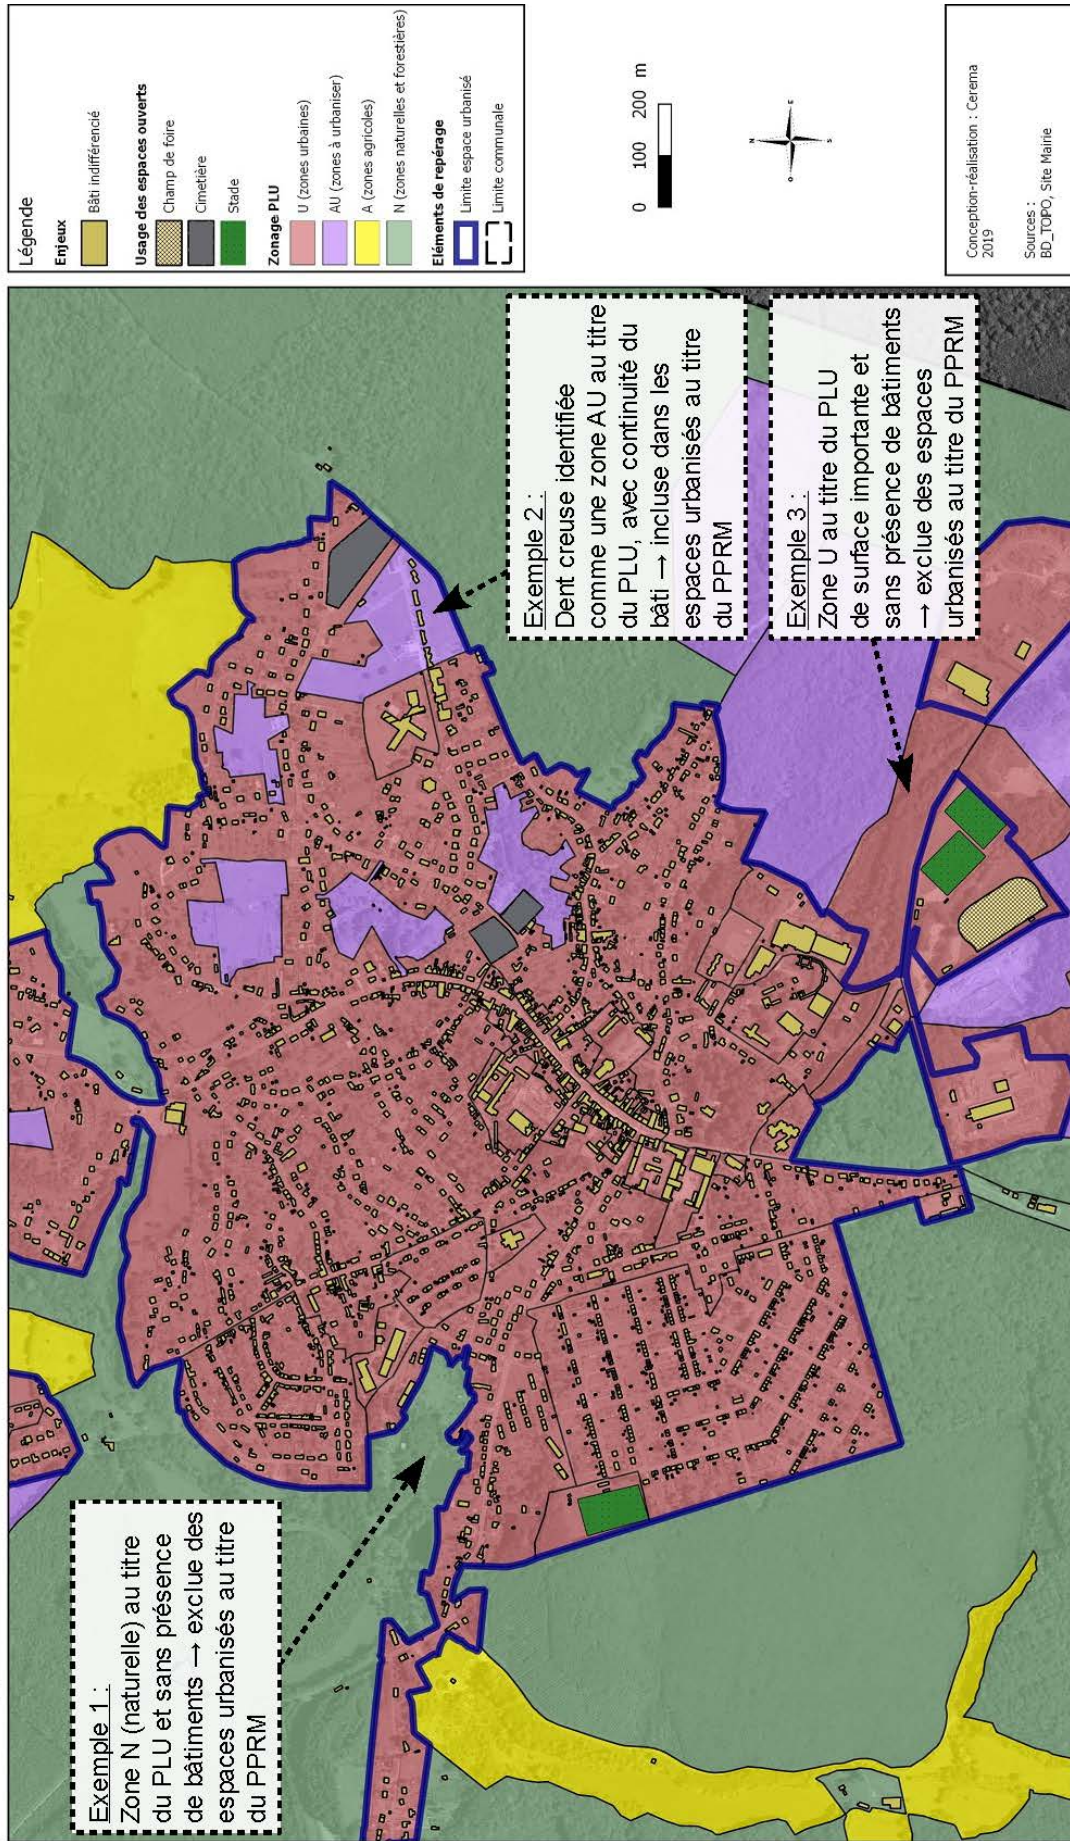 Légende
Enjeux
Bâti indifférencié
Usage des espaces ouverts
Champ de foire
Cimetière
Stade
Zonage PLU
U (zones urbaines)
AU (zones à urbaniser)
A (zones agricoles)
N (zones naturelles et forestières)
Eléments de repérage
Limite espace urbanisé
Limite communale
0 100 200 m
N
O
E
S
Conception-réalisation : Cerema
2019
Sources :
BD_TOPO, Site Mairie
Exemple 1 :
Zone N (naturelle) au titre
du PLU et sans présence
de bâtiments → exclue des
espaces urbanisés au titre
du PPRM
Exemple 2 :
Dent creuse identifiée
comme une zone AU au titre
du PLU, avec continuité du
bâti → incluse dans les
espaces urbanisés au titre
du PPRM
Exemple 3 :
Zone U au titre du PLU
de surface importante et
sans présence de bâtiments
→ exclue des espaces
urbanisés au titre du PPRM